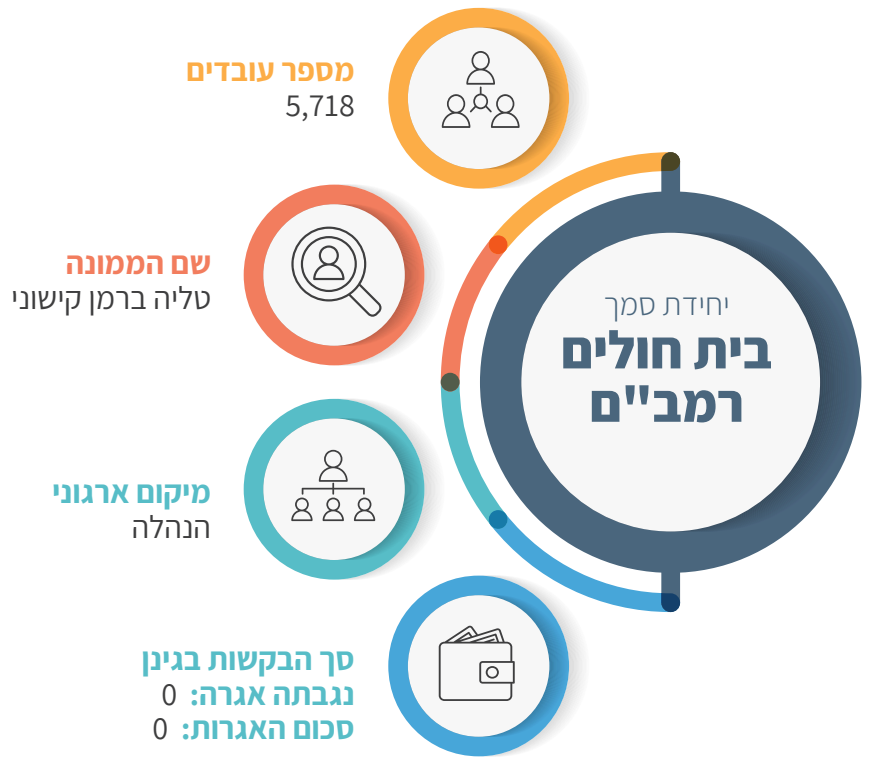 יחידת סמך
בית חולים
רמב"ם
מספר עובדים
5,718
שם הממונה
טליה ברמן קישוני
מיקום ארגוני
הנהלה
סך הבקשות בגינן
נגבתה אגרה: 0
סכום האגרות: 0